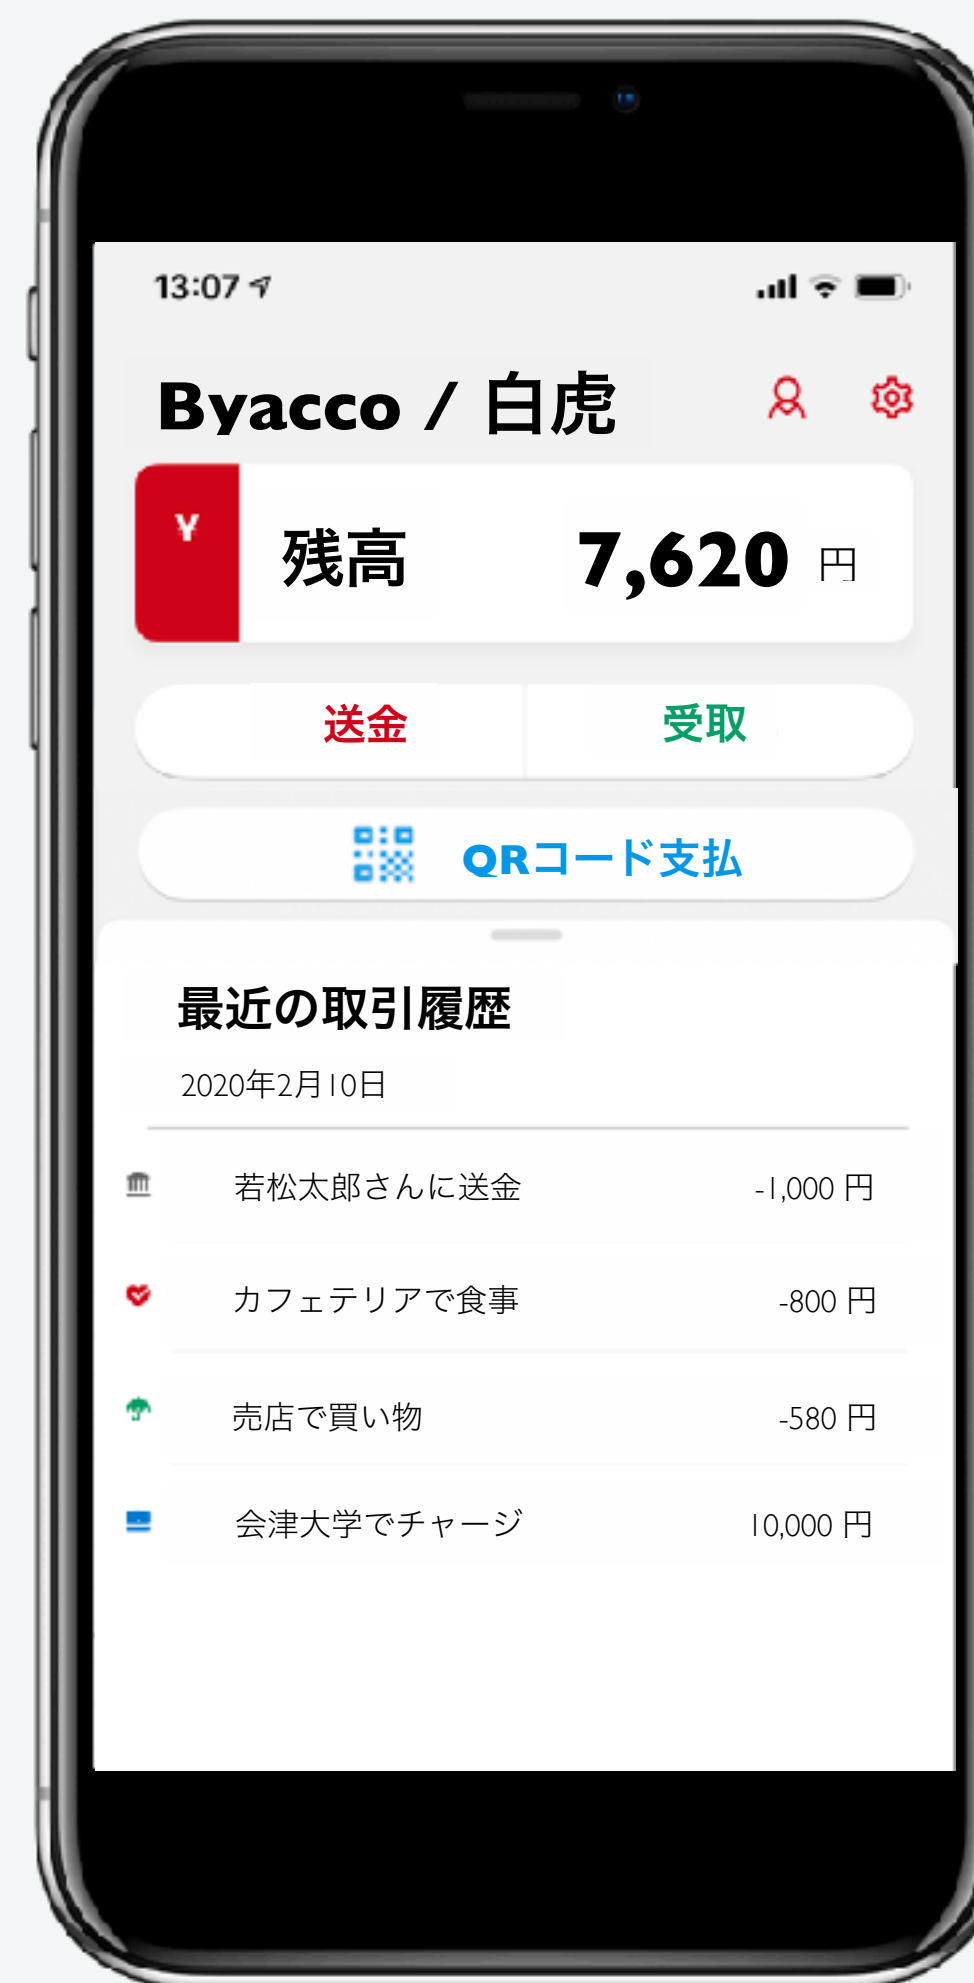 13:07
Byacco / 白虎
¥ 残高 7,620 円
送金 受取
QRコード支払
最近の取引履歴
2020年2月10日
若松太郎さんに送金 -1,000 円
カフェテリアで食事 -800 円
売店で買い物 -580 円
会津大学でチャージ 10,000 円